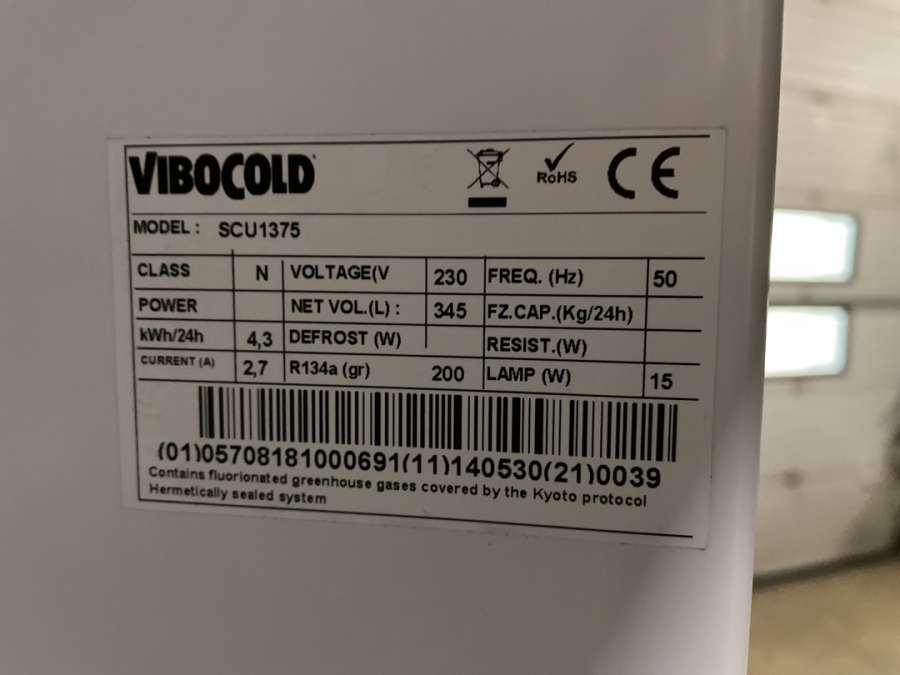 VIBOCOLD
RoHS CE
MODEL : SCU1375
CLASS N VOLTAGE(V 230 FREQ. (Hz) 50
POWER NET VOL.(L) : 345 FZ.CAP.(Kg/24h)
kWh/24h 4,3 DEFROST (W) RESIST.(W)
CURRENT (A) 2,7 R134a (gr) 200 LAMP (W) 15
(01)05708181000691(11)140530(21)0039
Contains fluorionated greenhouse gases covered by the Kyoto protocol
Hermetically sealed system